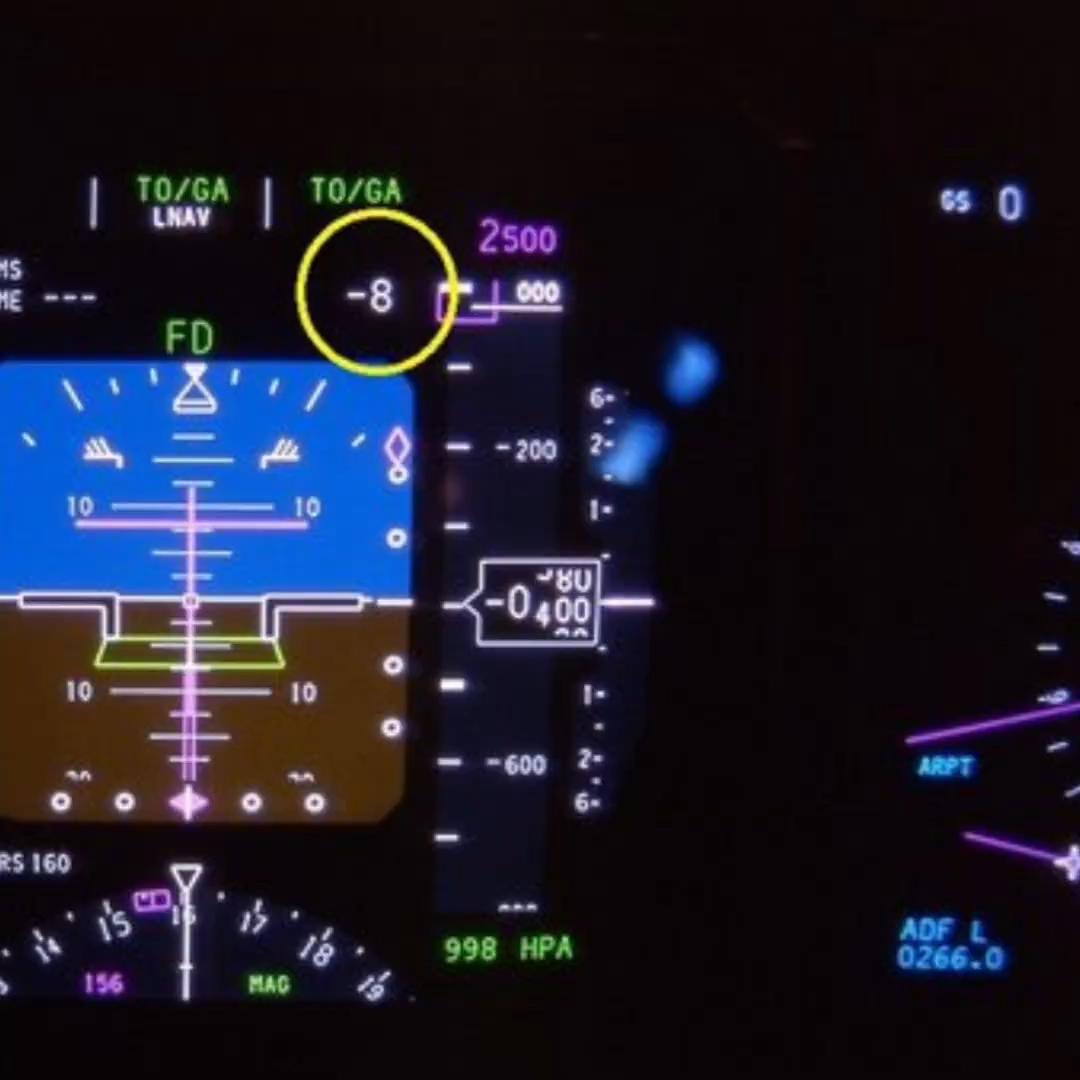 TO/GA TO/GA
LNAV
GS 0
2500
MS
ME ---
-8
000
FD
6
2
-200
10 10
1
380
-0400
1
10 10
2
-600
6
ARPT
RS 160
14 15 16 17 18 19
156 MAG
998 HPA
ADF L
0266.0